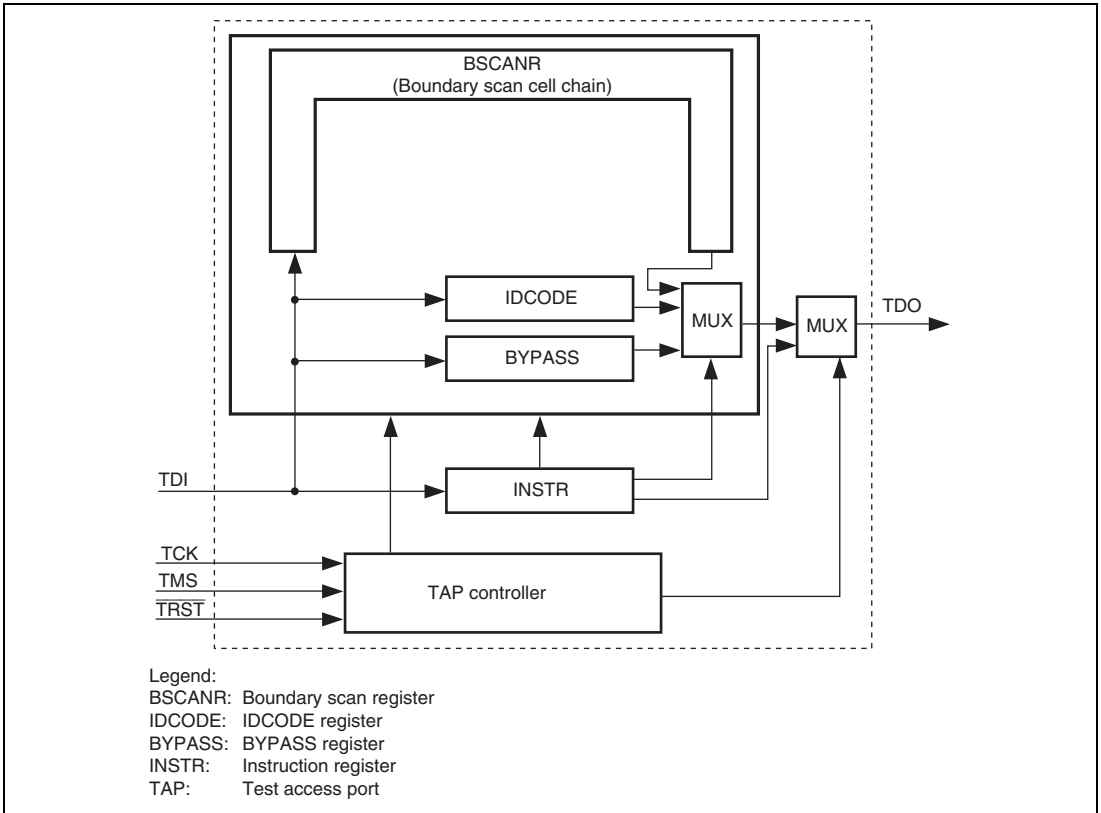 BSCANR
(Boundary scan cell chain)
IDCODE
BYPASS
MUX
MUX
TDO
TDI
INSTR
TCK
TMS
TRST
TAP controller
Legend:
BSCANR: Boundary scan register
IDCODE: IDCODE register
BYPASS: BYPASS register
INSTR: Instruction register
TAP: Test access port